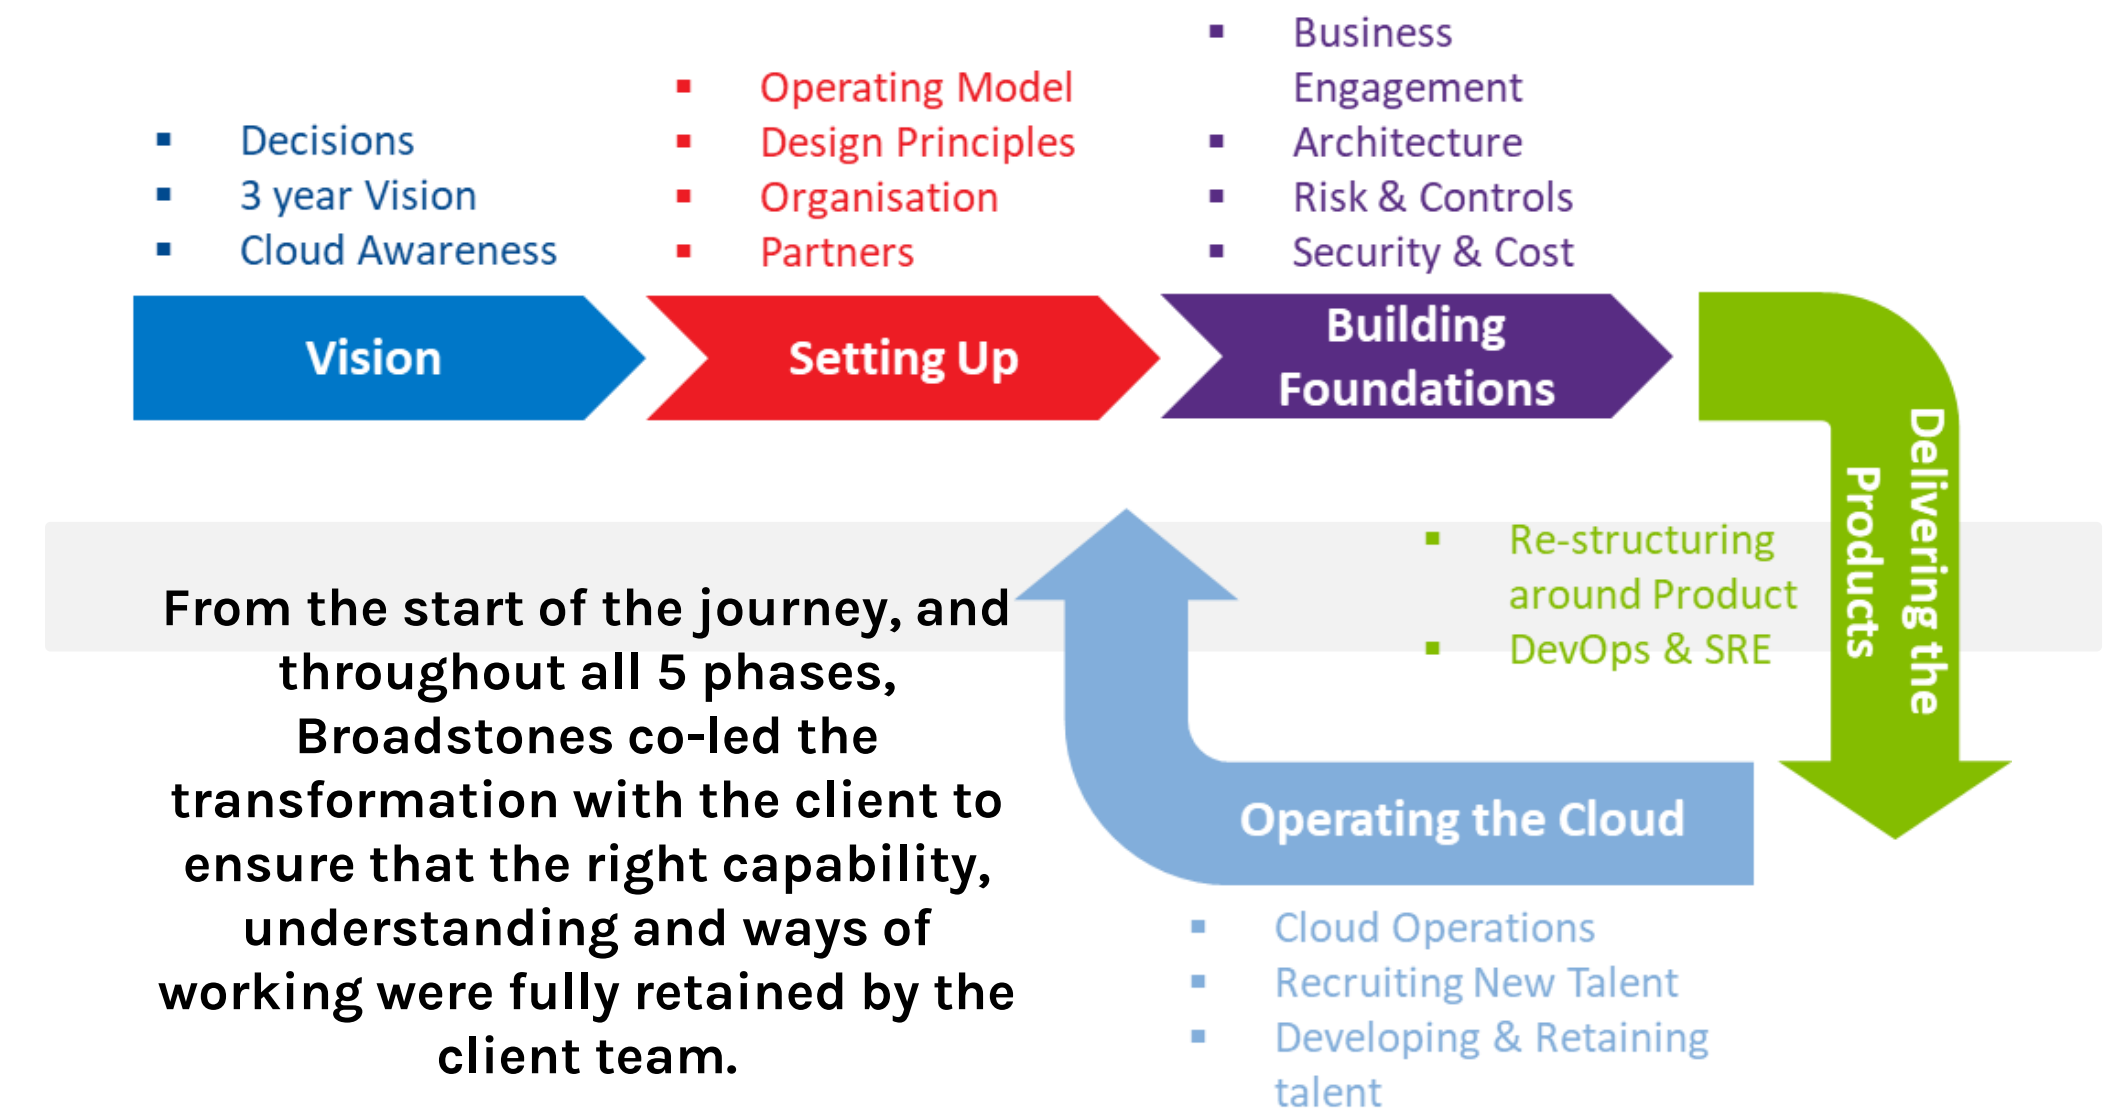 Decisions
3 year Vision
Cloud Awareness
Vision
Operating Model
Design Principles
Organisation
Partners
Setting Up
Business
Engagement
Architecture
Risk & Controls
Security & Cost
Building
Foundations
Delivering the
Products
Re-structuring
around Product
DevOps & SRE
Operating the Cloud
Cloud Operations
Recruiting New Talent
Developing & Retaining
talent
From the start of the journey, and
throughout all 5 phases,
Broadstones co-led the
transformation with the client to
ensure that the right capability,
understanding and ways of
working were fully retained by the
client team.